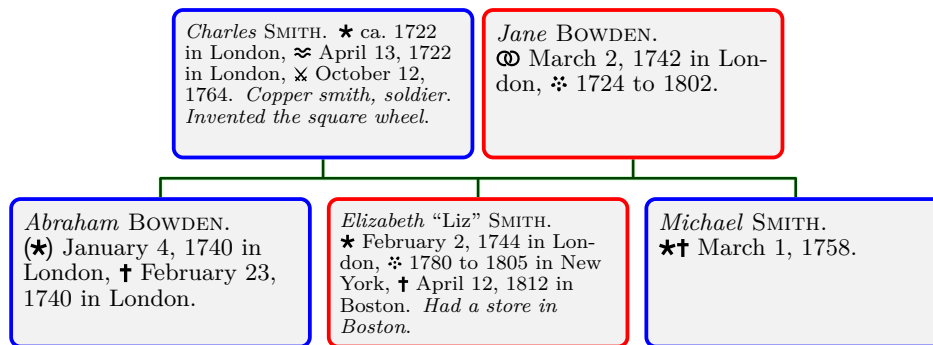 Charles SMITH. ★ ca. 1722
in London, ≈ April 13, 1722
in London, ⚔ October 12,
1764. Copper smith, soldier.
Invented the square wheel.
Jane BOWDEN.
⚭ March 2, 1742 in Lon-
don, ⁘ 1724 to 1802.
Abraham BOWDEN.
(★) January 4, 1740 in
London, † February 23,
1740 in London.
Elizabeth “Liz” SMITH.
★ February 2, 1744 in Lon-
don, ⁘ 1780 to 1805 in New
York, † April 12, 1812 in
Boston. Had a store in
Boston.
Michael SMITH.
★† March 1, 1758.